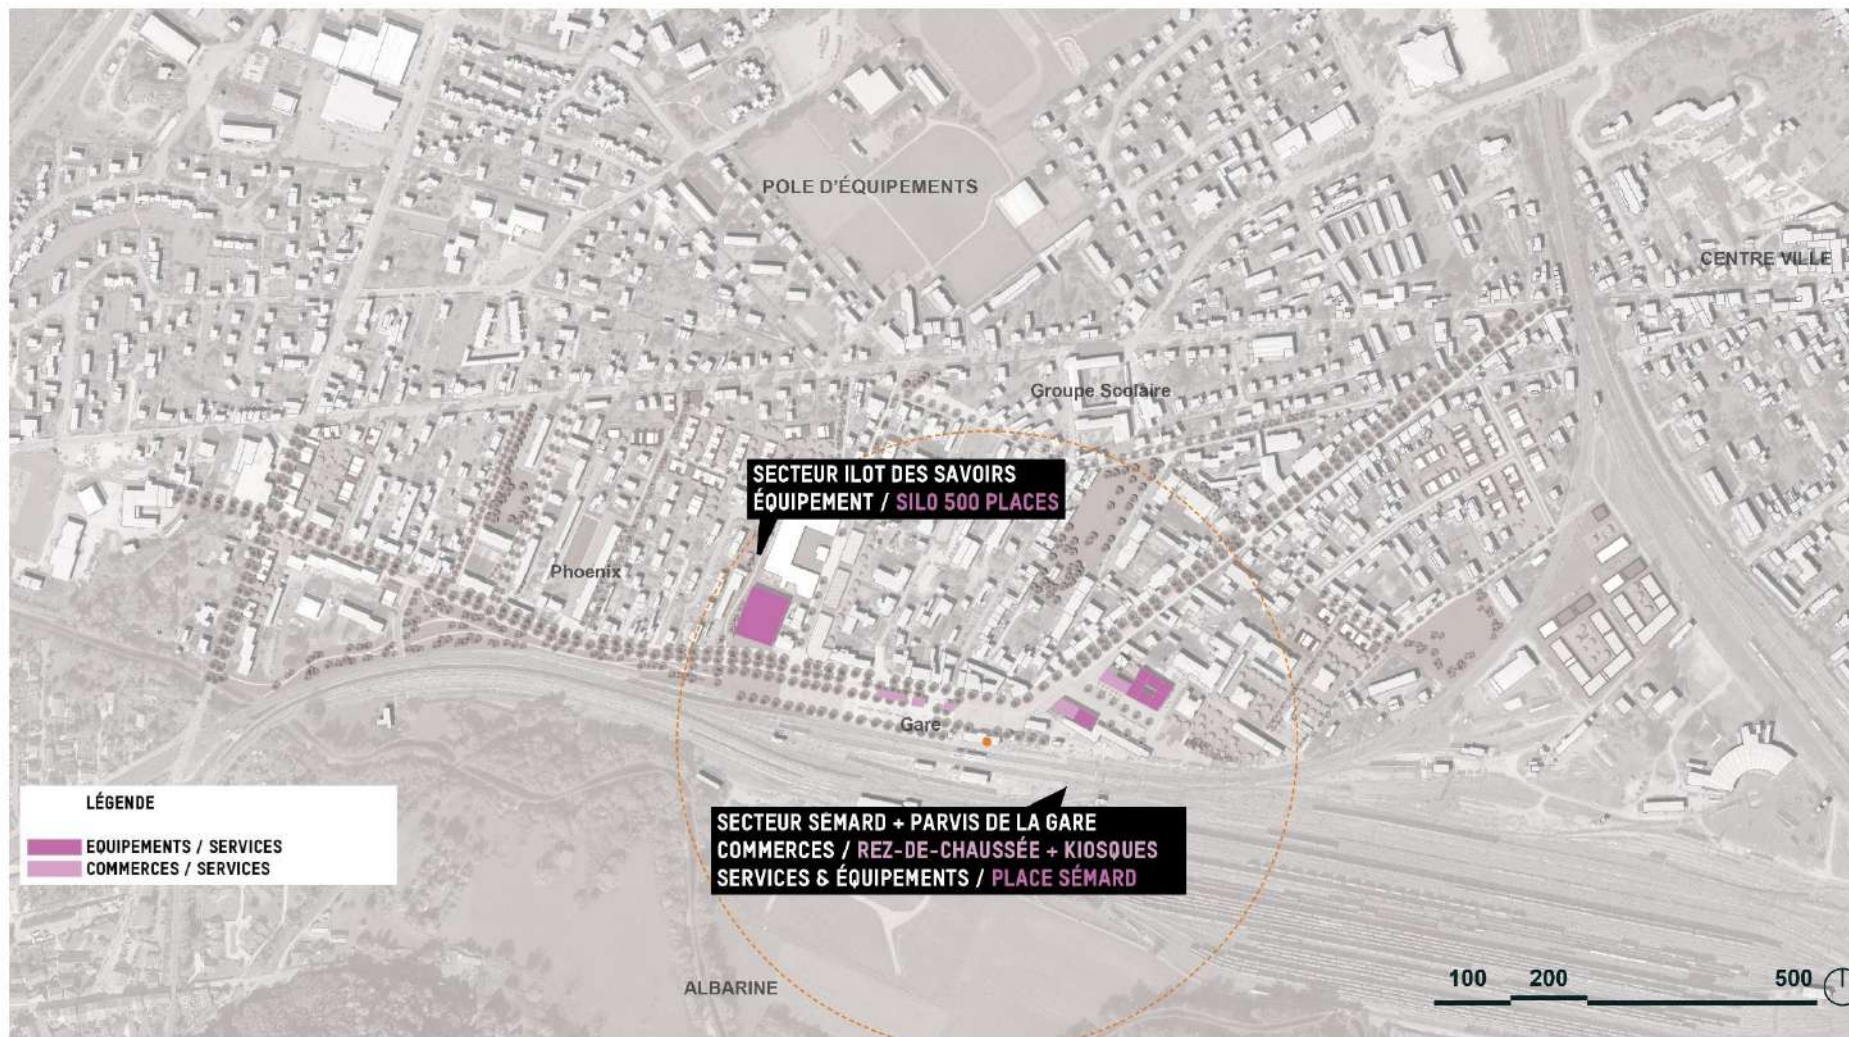 POLE D'ÉQUIPEMENTS
CENTRE VILLE
Groupe Scolaire
SECTEUR ILOT DES SAVOIRS
ÉQUIPEMENT / SILO 500 PLACES
Phoenix
Gare
LÉGENDE
EQUIPEMENTS / SERVICES
COMMERCES / SERVICES
SECTEUR SÉMARD + PARVIS DE LA GARE
COMMERCES / REZ-DE-CHAUSSÉE + KIOSQUES
SERVICES & ÉQUIPEMENTS / PLACE SÉMARD
ALBARINE
100 200 500